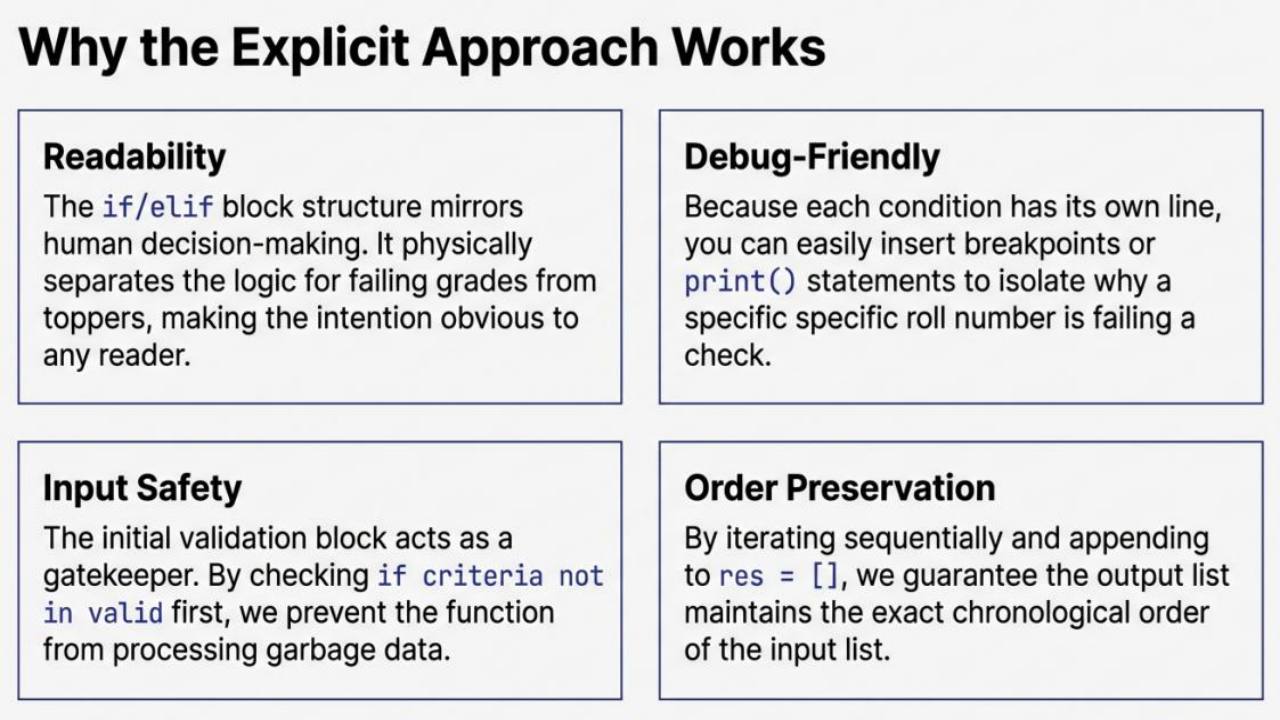 Why the Explicit Approach Works
Readability
The if/elif block structure mirrors
human decision-making. It physically
separates the logic for failing grades from
toppers, making the intention obvious to
any reader.
Debug-Friendly
Because each condition has its own line,
you can easily insert breakpoints or
print() statements to isolate why a
specific specific roll number is failing a
check.
Input Safety
The initial validation block acts as a
gatekeeper. By checking if criteria not
in valid first, we prevent the function
from processing garbage data.
Order Preservation
By iterating sequentially and appending
to res = [], we guarantee the output list
maintains the exact chronological order
of the input list.